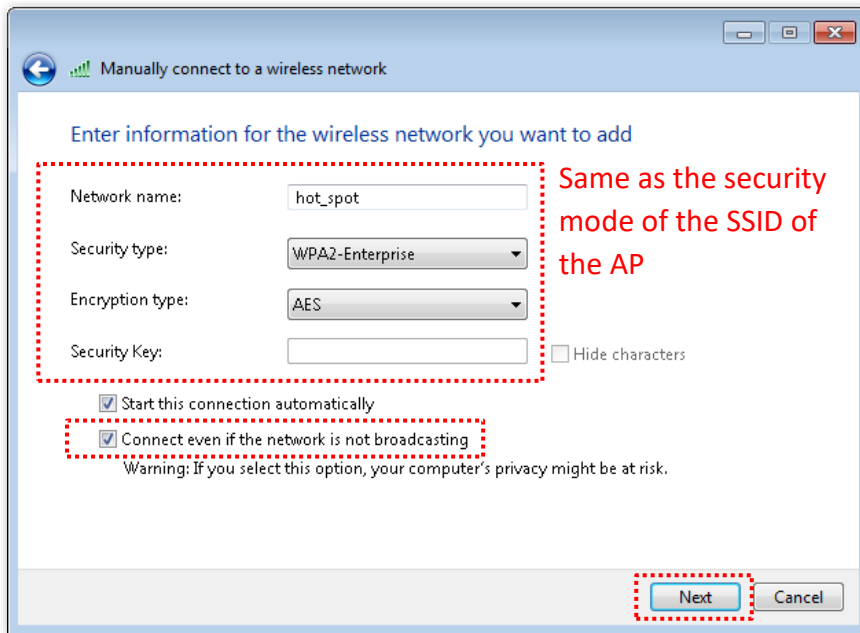 Manually connect to a wireless network
Enter information for the wireless network you want to add
Network name:
hot_spot
Security type:
WPA2-Enterprise
Encryption type:
AES
Security Key:
Hide characters
Same as the security
mode of the SSID of
the AP
Start this connection automatically
Connect even if the network is not broadcasting
Warning: If you select this option, your computer's privacy might be at risk.
Next
Cancel